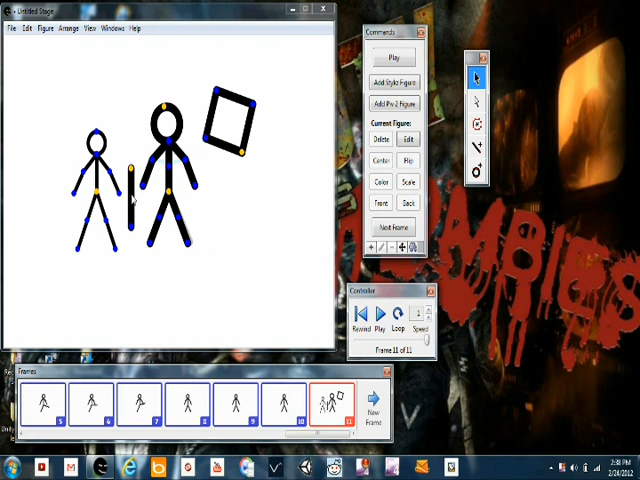 Untitled Stage
File Edit Figure Arrange View Windows Help
Commands
Play
Add Stykz Figure
Add Piv 2 Figure
Current Figure:
Delete Edit
Center Flip
Color Scale
Front Back
Next Frame
Controller
Rewind Play Loop Speed
1
Frame 11 of 11
Frames
5 6 7 8 9 10 11
New
Frame
ZOMBIES
2:38 PM
2/24/2012